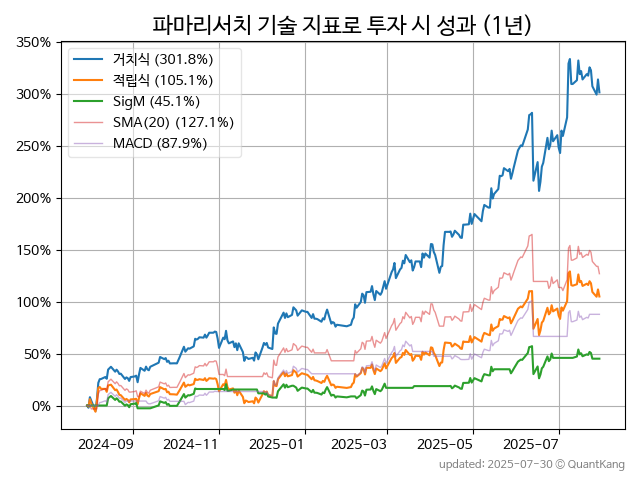 파마리서치 기술 지표로 투자 시 성과 (1년)
350%
300%
250%
200%
150%
100%
50%
0%
거치식 (301.8%)
적립식 (105.1%)
SigM (45.1%)
SMA(20) (127.1%)
MACD (87.9%)
2024-09 2024-11 2025-01 2025-03 2025-05 2025-07
updated: 2025-07-30 © QuantKang